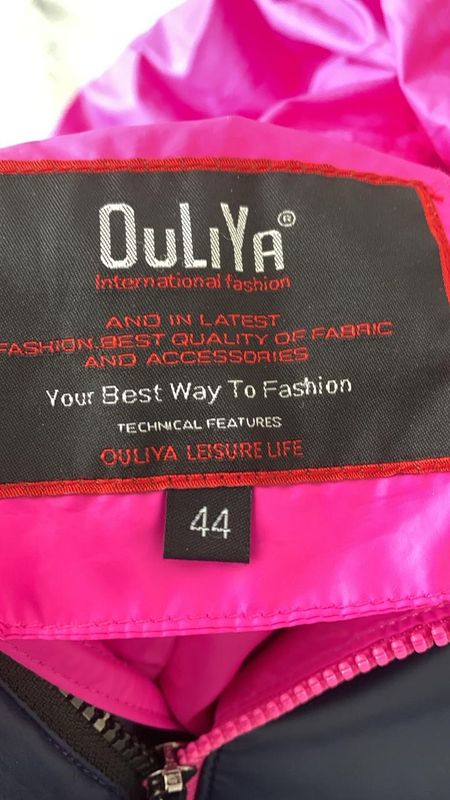 OuLiYa®
International fashion
AND IN LATEST
FASHION,BEST QUALITY OF FABRIC
AND ACCESSORIES
Your Best Way To Fashion
TECHNICAL FEATURES
OULIYA LEISURE LIFE
44